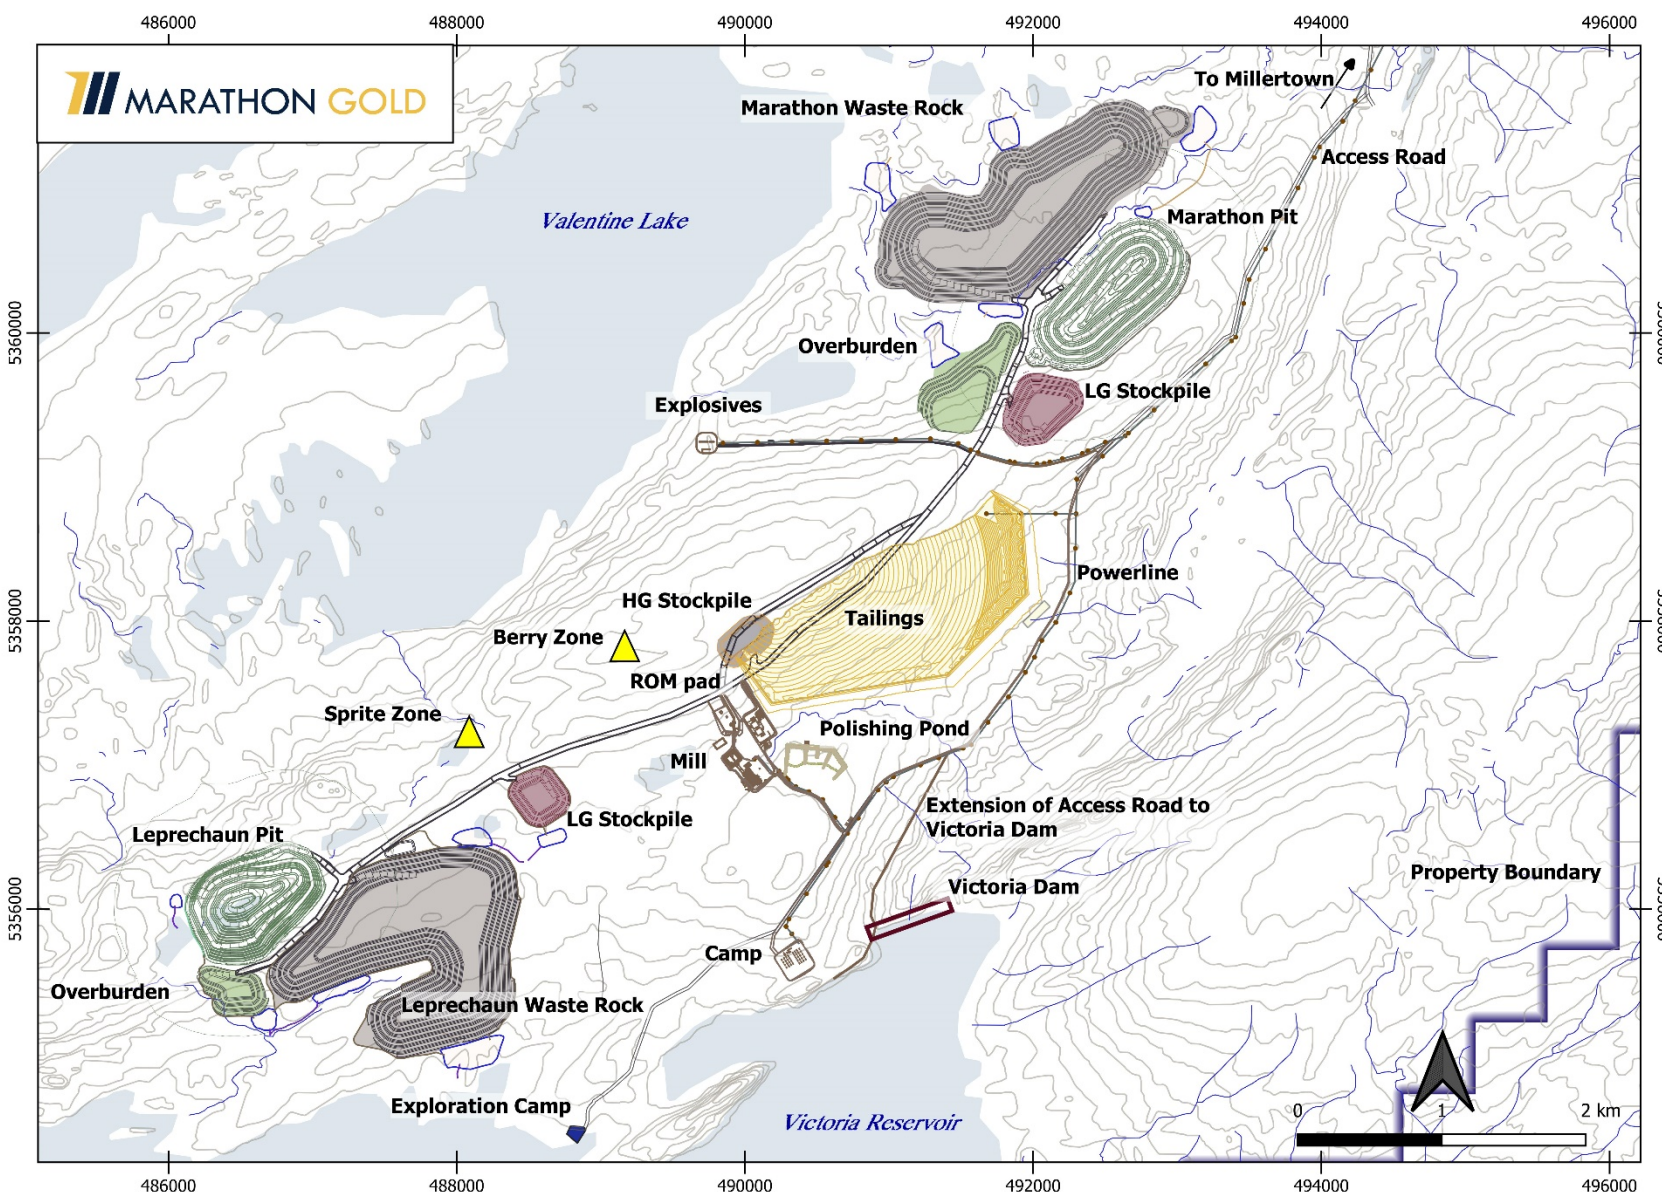 486000
488000
490000
492000
494000
496000
MARATHON GOLD
To Millertown
Marathon Waste Rock
Access Road
Valentine Lake
Marathon Pit
5360000
5360000
Overburden
LG Stockpile
Explosives
Powerline
HG Stockpile
Tailings
5358000
5358000
Berry Zone
ROM pad
Sprite Zone
Polishing Pond
Mill
Extension of Access Road to
Victoria Dam
LG Stockpile
Leprechaun Pit
Property Boundary
Victoria Dam
5356000
5356000
Camp
Overburden
Leprechaun Waste Rock
Exploration Camp
Victoria Reservoir
0
1
2 km
486000
488000
490000
492000
494000
496000